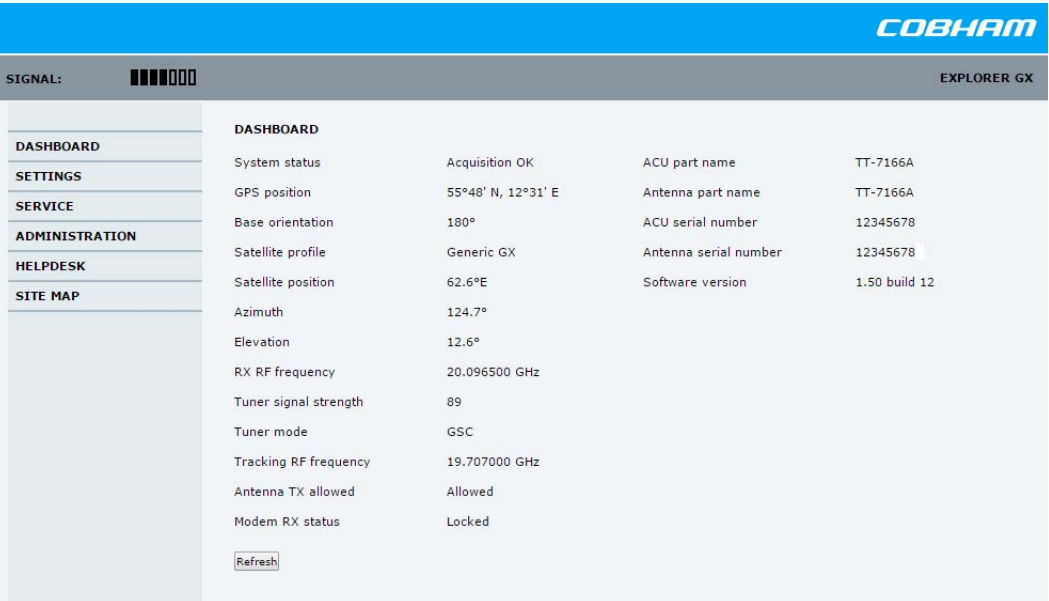 COBHAM
SIGNAL: EXPLORER GX
DASHBOARD
SETTINGS
SERVICE
ADMINISTRATION
HELPDESK
SITE MAP
DASHBOARD
System status Acquisition OK ACU part name TT-7166A
GPS position 55°48' N, 12°31' E Antenna part name TT-7166A
Base orientation 180° ACU serial number 12345678
Satellite profile Generic GX Antenna serial number 12345678
Satellite position 62.6°E Software version 1.50 build 12
Azimuth 124.7°
Elevation 12.6°
RX RF frequency 20.096500 GHz
Tuner signal strength 89
Tuner mode GSC
Tracking RF frequency 19.707000 GHz
Antenna TX allowed Allowed
Modem RX status Locked
Refresh